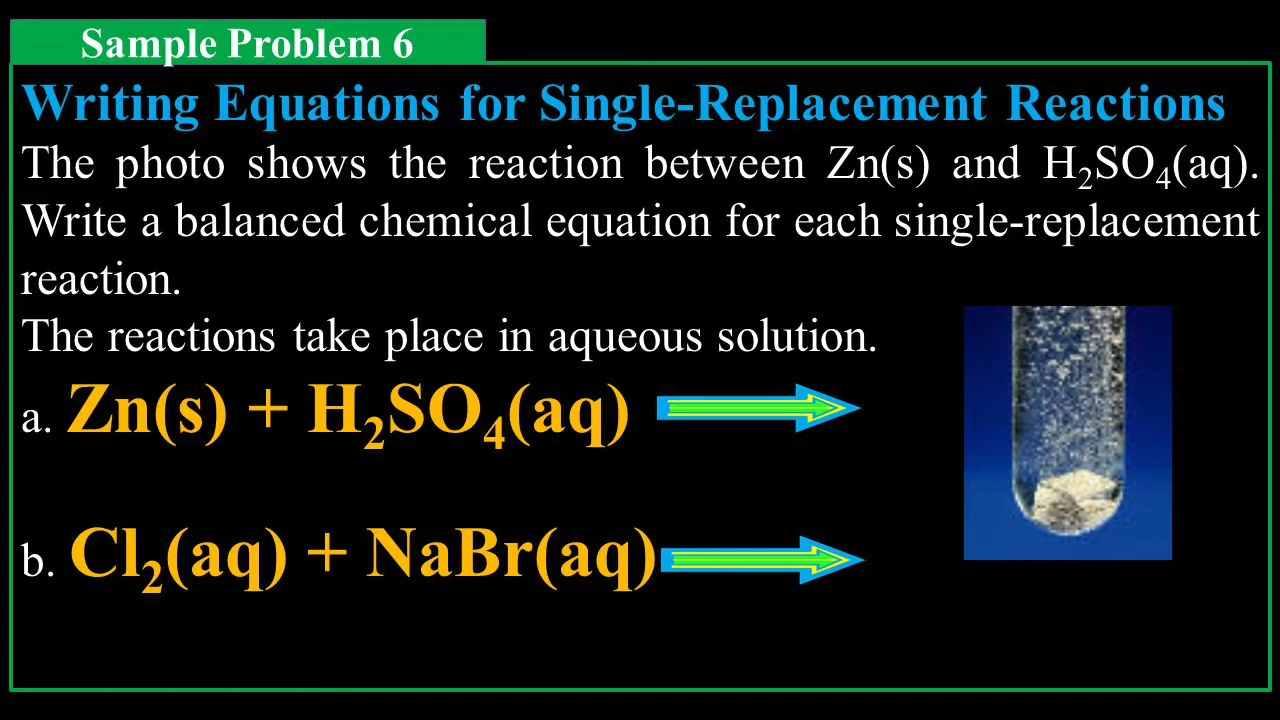 Sample Problem 6
Writing Equations for Single-Replacement Reactions
The photo shows the reaction between Zn(s) and H₂SO₄(aq).
Write a balanced chemical equation for each single-replacement
reaction.
The reactions take place in aqueous solution.
a. Zn(s) + H₂SO₄(aq)
b. Cl₂(aq) + NaBr(aq)